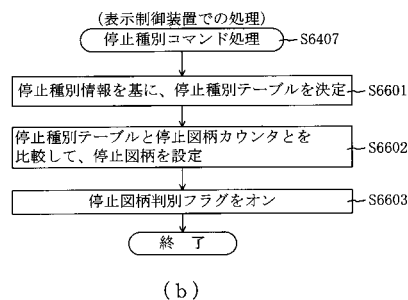 (表示制御装置での処理)
停止種別コマンド処理 S6407
停止種別情報を基に、停止種別テーブルを決定 S6601
停止種別テーブルと停止図柄カウンタとを
比較して、停止図柄を設定 S6602
停止図柄判別フラグをオン S6603
終 了
(b)